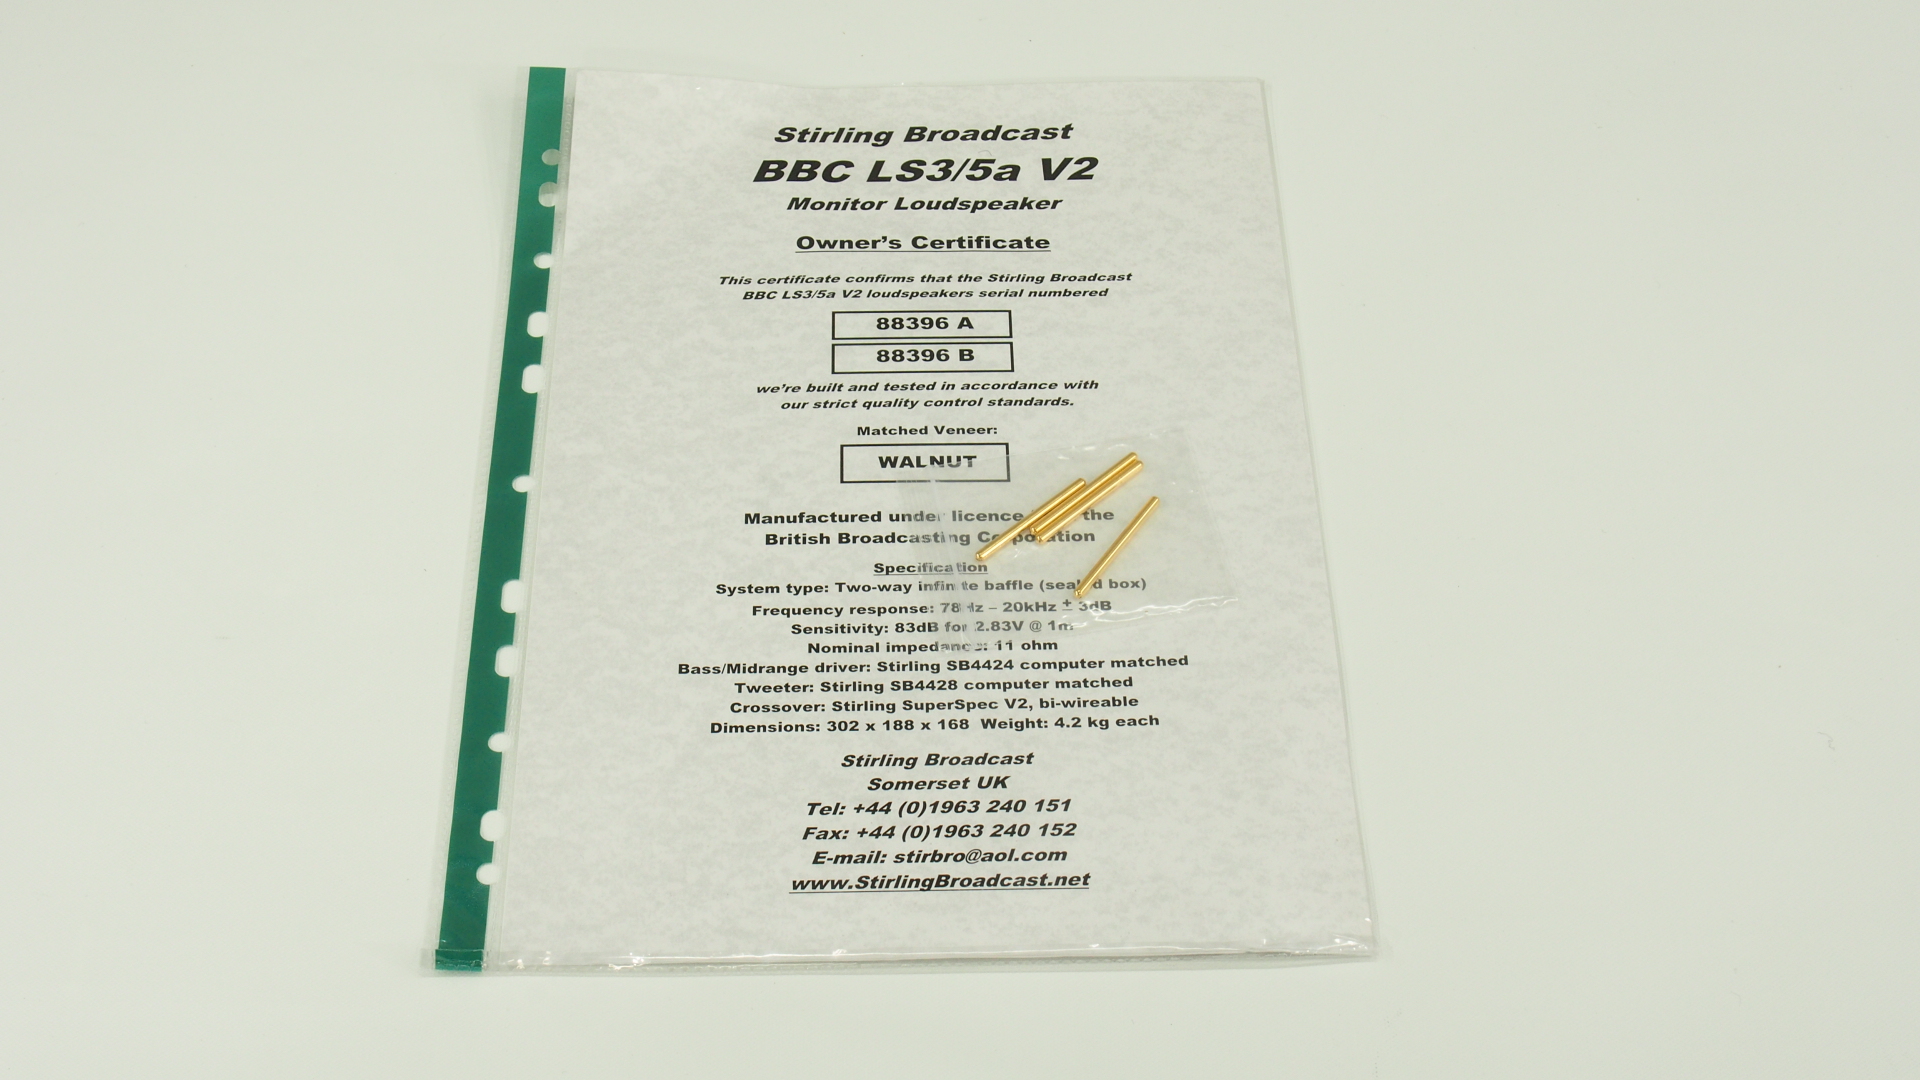 Stirling Broadcast
BBC LS3/5a V2
Monitor Loudspeaker
Owner's Certificate
This certificate confirms that the Stirling Broadcast
BBC LS3/5a V2 loudspeakers serial numbered
88396 A
88396 B
we're built and tested in accordance with
our strict quality control standards.
Matched Veneer:
WALNUT
Manufactured under licence the
British Broadcasting Corporation
Specification
System type: Two-way infinite baffle (sealed box)
Frequency response: 78Hz – 20kHz ± 3dB
Sensitivity: 83dB for 2.83V @ 1m
Nominal impedance: 11 ohm
Bass/Midrange driver: Stirling SB4424 computer matched
Tweeter: Stirling SB4428 computer matched
Crossover: Stirling SuperSpec V2, bi-wireable
Dimensions: 302 x 188 x 168 Weight: 4.2 kg each
Stirling Broadcast
Somerset UK
Tel: +44 (0)1963 240 151
Fax: +44 (0)1963 240 152
E-mail: stirbro@aol.com
www.StirlingBroadcast.net